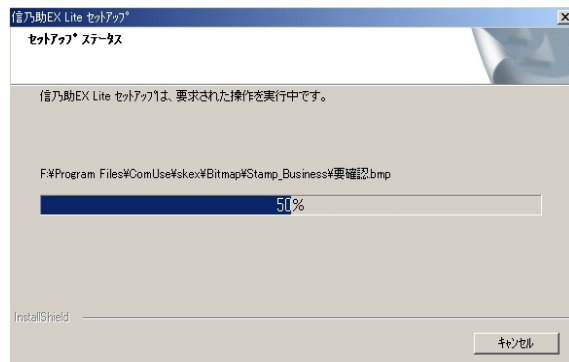 信乃助EX Lite セットアップ
セットアップ ステータス
信乃助EX Lite セットアップは、要求された操作を実行中です。
F:¥Program Files¥ComUse¥skex¥Bitmap¥Stamp_Business¥要確認.bmp
50%
InstallShield
キャンセル